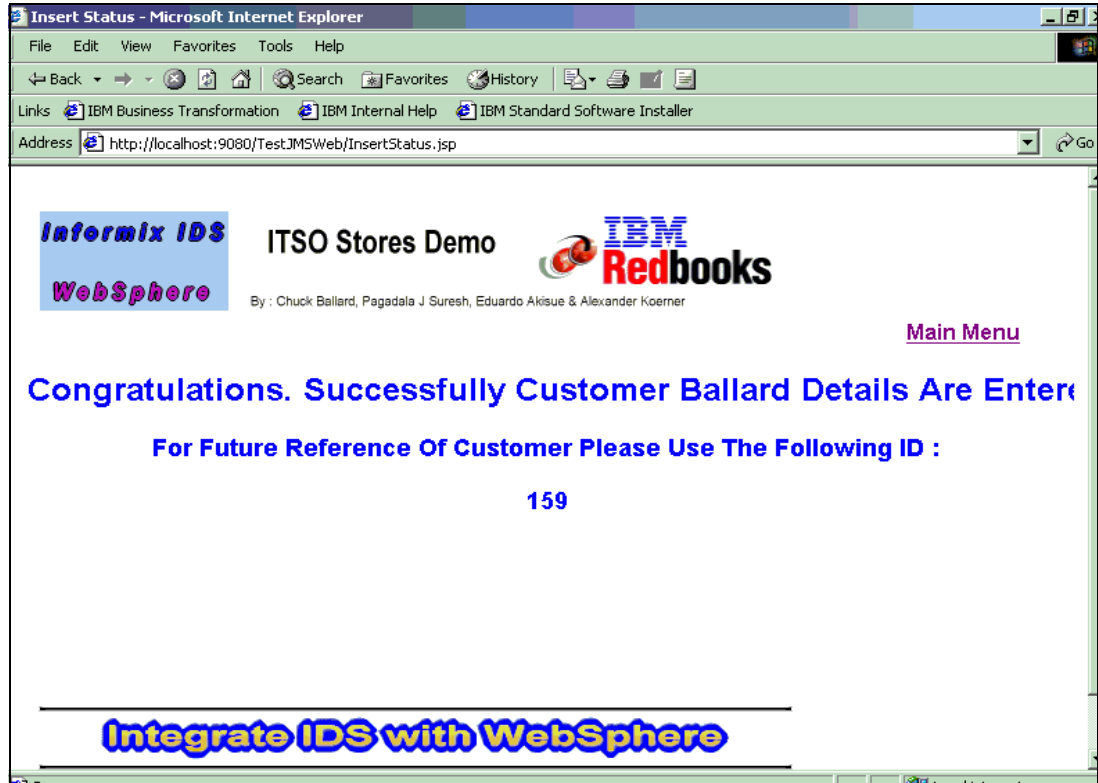 Insert Status - Microsoft Internet Explorer
File Edit View Favorites Tools Help
Back Search Favorites History
Links IBM Business Transformation IBM Internal Help IBM Standard Software Installer
Address http://localhost:9080/TestJMSWeb/InsertStatus.jsp Go
Informix IDS
WebSphere
ITSO Stores Demo
IBM
Redbooks
By : Chuck Ballard, Pagadala J Suresh, Eduardo Akisue & Alexander Koerner
Main Menu
Congratulations. Successfully Customer Ballard Details Are Entere
For Future Reference Of Customer Please Use The Following ID :
159
Integrate IDS with WebSphere